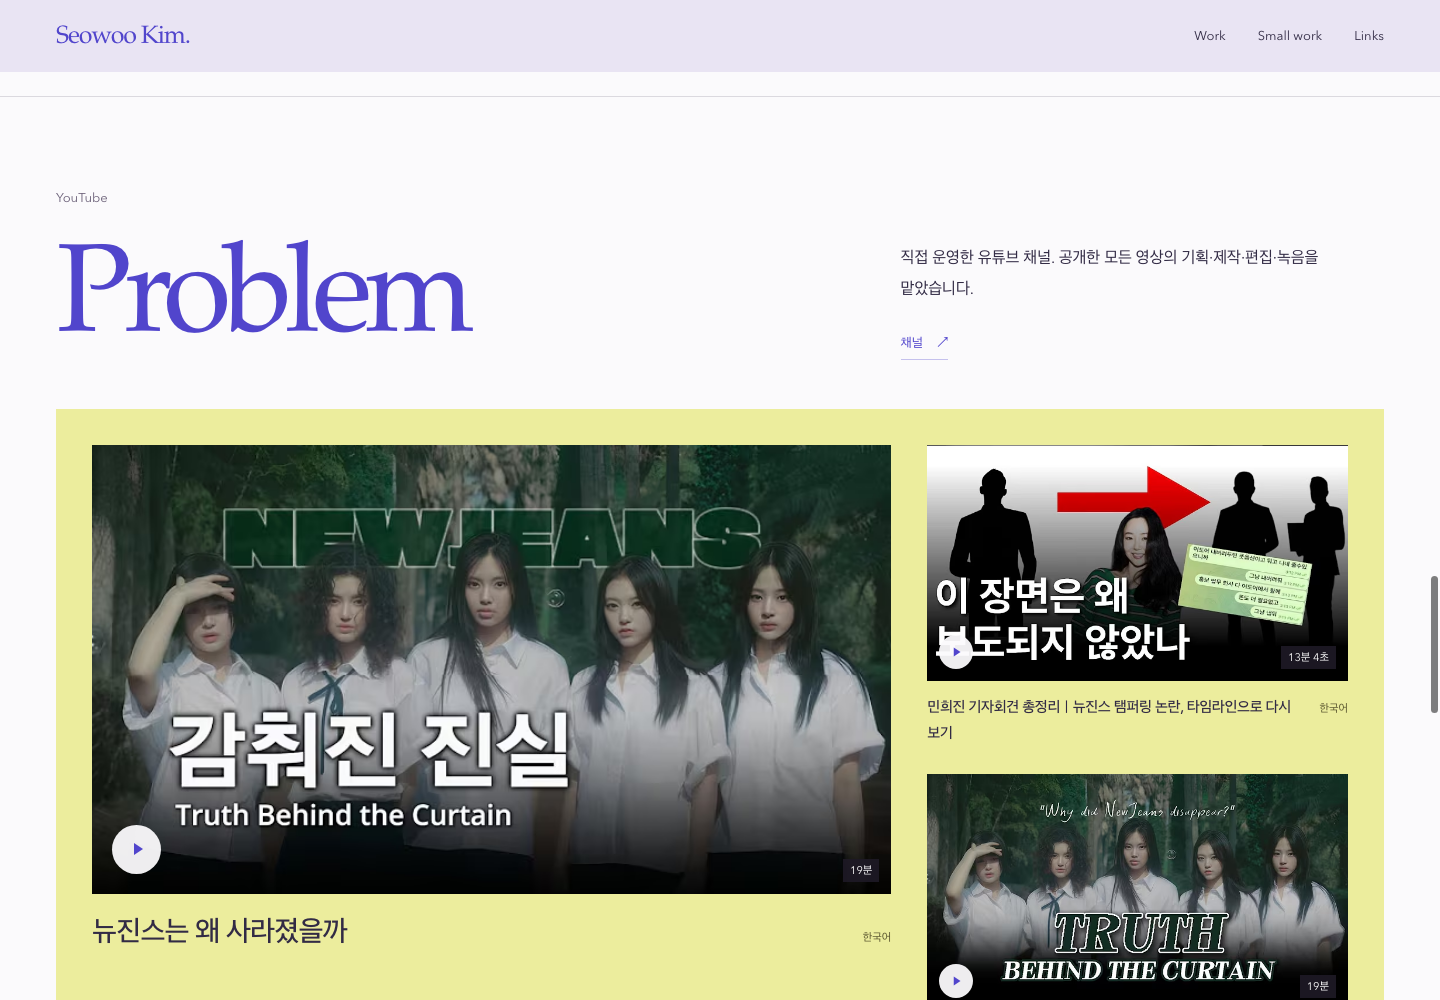 Seowoo Kim.
Work
Small work
Links
YouTube
Problem
직접 운영한 유튜브 채널. 공개한 모든 영상의 기획·제작·편집·녹음을
맡았습니다.
채널 ↗
NEWJEANS
감춰진 진실
Truth Behind the Curtain
19분
뉴진스는 왜 사라졌을까
한국어
이 장면은 왜
보도되지 않았나
13분 4초
민희진 기자회견 총정리 | 뉴진스 탬퍼링 논란, 타임라인으로 다시
보기
한국어
"Why did NewJeans disappear?"
TRUTH
BEHIND THE CURTAIN
19분